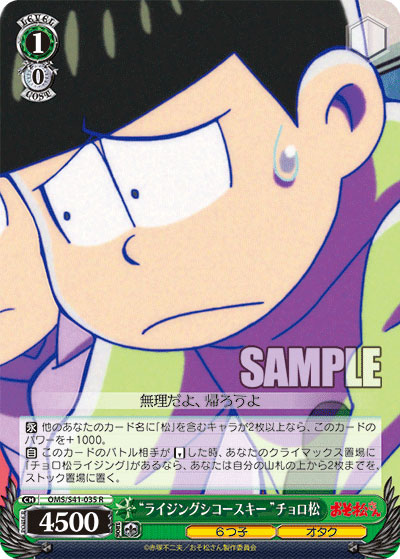 LEVEL
1
0
COST
SAMPLE
無理だよ、帰ろうよ
永 他のあなたのカード名に「松」を含むキャラが2枚以上なら、このカードの
パワーを+1000。
自 このカードのバトル相手が した時、あなたのクライマックス置場に
「チョロ松ライジング」があるなら、あなたは自分の山札の上から2枚までを、
ストック置場に置く。
CH OMS/S41-035 R
4500
“ライジングシコースキー”チョロ松
おそ松さん
6つ子 オタク
©赤塚不二夫/おそ松さん製作委員会